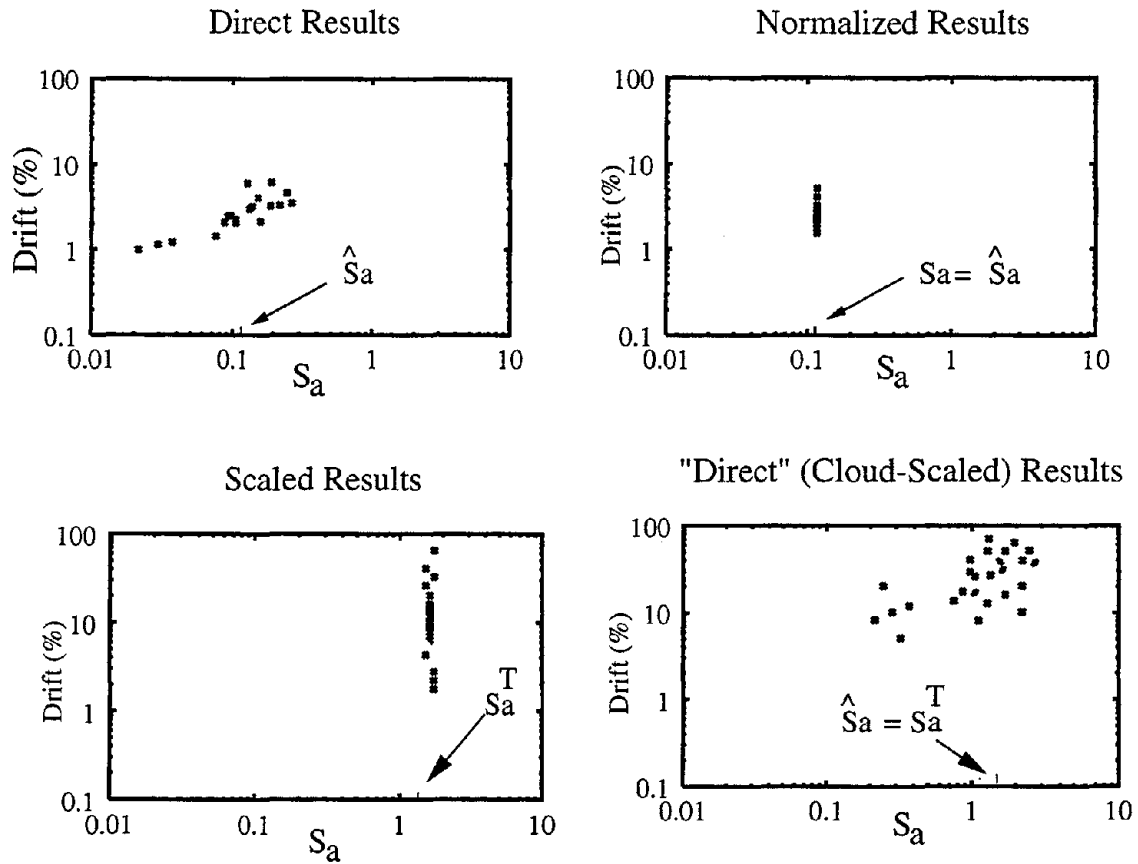 Direct Results
Normalized Results
100
10
1
0.1
Drift (%)
^
Sa
0.01 0.1 1 10
Sa
100
10
1
0.1
Drift (%)
^
Sa = Sa
0.01 0.1 1 10
Sa
Scaled Results
"Direct" (Cloud-Scaled) Results
100
10
1
0.1
Drift (%)
T
Sa
0.01 0.1 1 10
Sa
100
10
1
0.1
Drift (%)
^ T
Sa = Sa
0.01 0.1 1 10
Sa